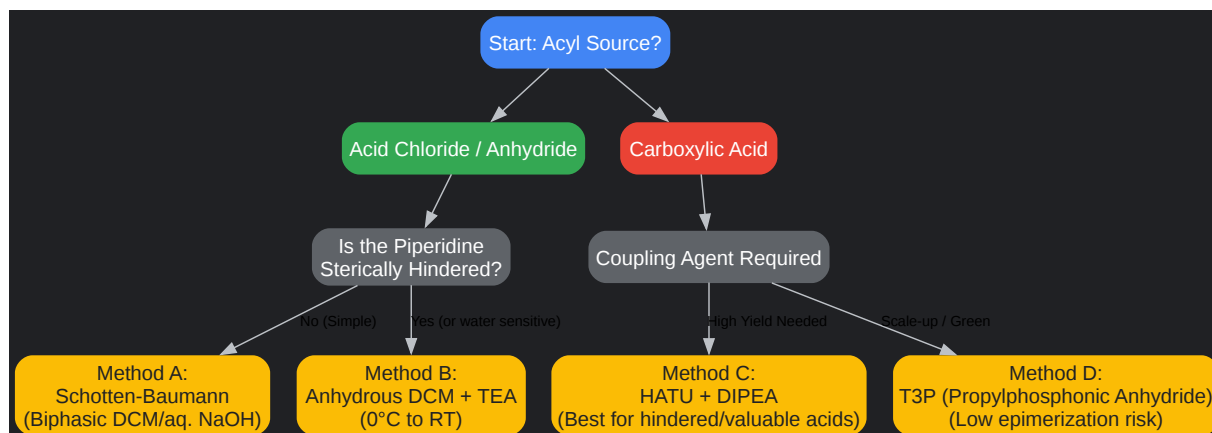 Start: Acyl Source?
Acid Chloride / Anhydride
Carboxylic Acid
Is the Piperidine
Sterically Hindered?
Coupling Agent Required
No (Simple)
Yes (or water sensitive)
High Yield Needed
Scale-up / Green
Method A:
Schotten-Baumann
(Biphasic DCM/aq. NaOH)
Method B:
Anhydrous DCM + TEA
(0°C to RT)
Method C:
HATU + DIPEA
(Best for hindered/valuable acids)
Method D:
T3P (Propylphosphonic Anhydride)
(Low epimerization risk)